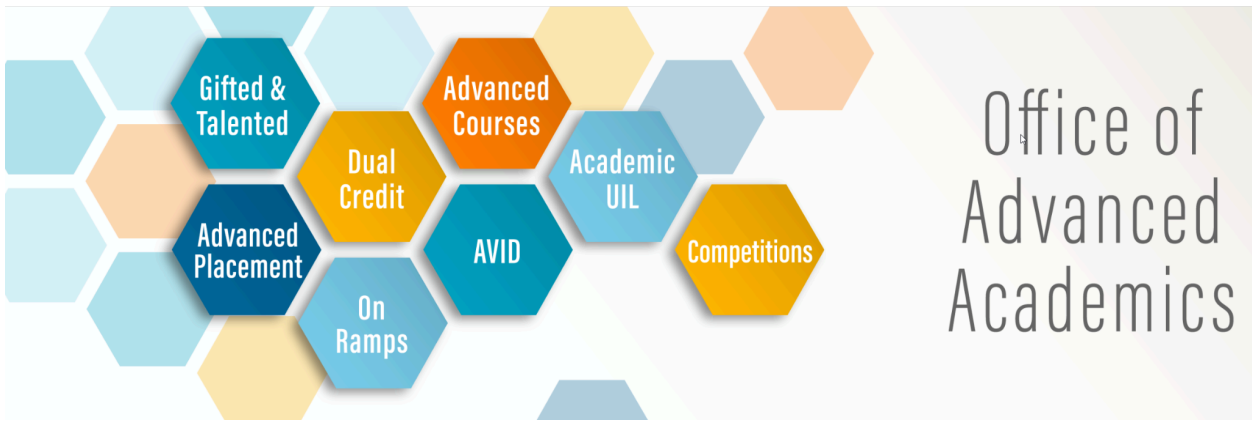 Gifted &
Talented
Advanced
Courses
Dual
Credit
Academic
UIL
Advanced
Placement
AVID
Competitions
On
Ramps
Office of
Advanced
Academics